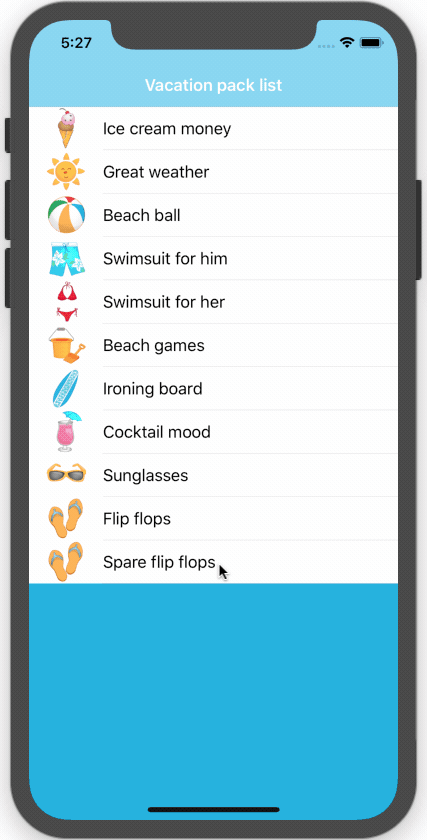 5:27
Vacation pack list
Ice cream money
Great weather
Beach ball
Swimsuit for him
Swimsuit for her
Beach games
Ironing board
Cocktail mood
Sunglasses
Flip flops
Spare flip flops